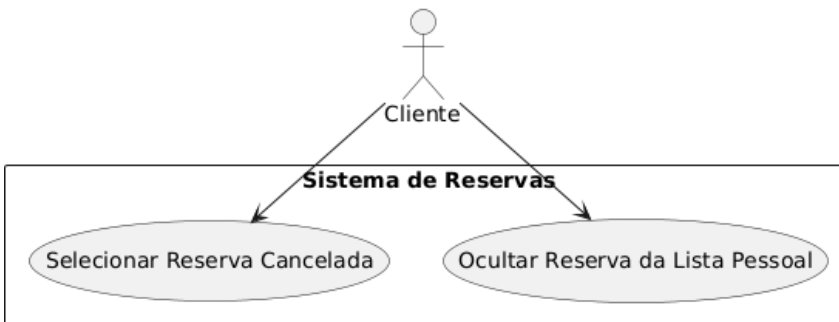 Cliente
Sistema de Reservas
Selecionar Reserva Cancelada
Ocultar Reserva da Lista Pessoal